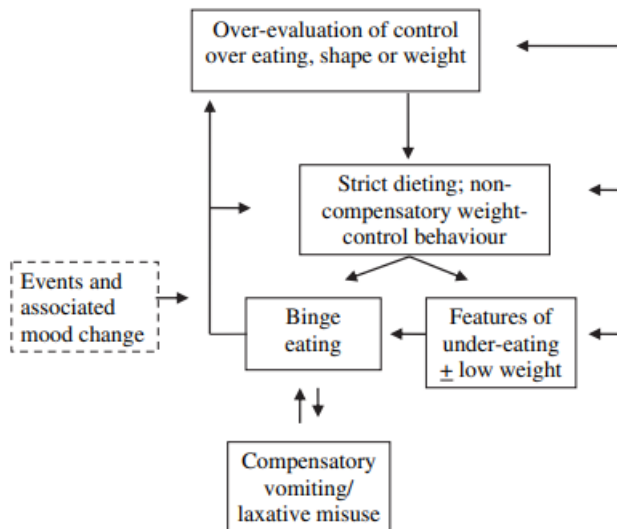 Over-evaluation of control
over eating, shape or weight
Strict dieting; non-
compensatory weight-
control behaviour
Events and
associated
mood change
Binge
eating
Features of
under-eating
± low weight
Compensatory
vomiting/
laxative misuse